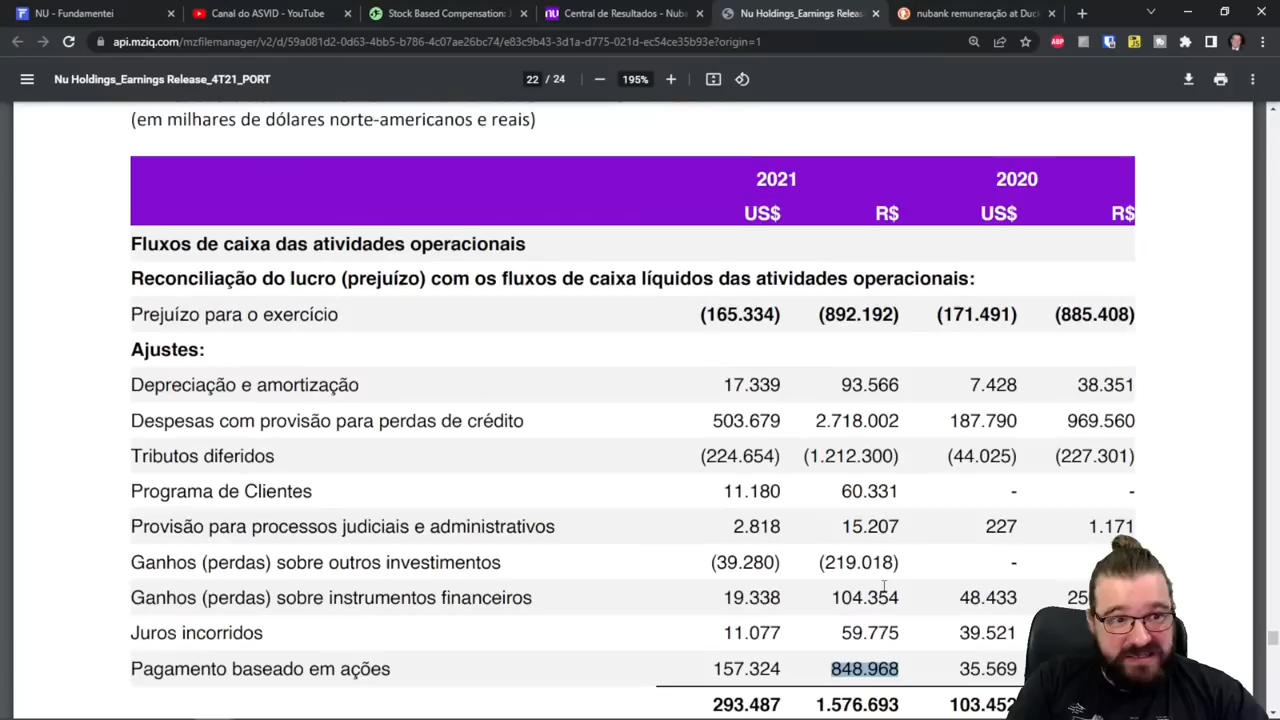 NU - Fundamentei
Canal do ASVID - YouTube
Stock Based Compensation:
Central de Resultados - Nuba
Nu Holdings_Earnings Releas
nubank remuneração at Duc
api.mziq.com/mzfilemanager/v2/d/59a081d2-0d63-4bb5-b786-4c07ae26bc74/e83c9b43-3d1a-d775-021d-ec54ce35b93e?origin=1
Nu Holdings_Earnings Release_4T21_PORT
22 / 24
195%
(em milhares de dólares norte-americanos e reais)
2021 2020
US$ R$ US$ R$
Fluxos de caixa das atividades operacionais
Reconciliação do lucro (prejuízo) com os fluxos de caixa líquidos das atividades operacionais:
Prejuízo para o exercício (165.334) (892.192) (171.491) (885.408)
Ajustes:
Depreciação e amortização 17.339 93.566 7.428 38.351
Despesas com provisão para perdas de crédito 503.679 2.718.002 187.790 969.560
Tributos diferidos (224.654) (1.212.300) (44.025) (227.301)
Programa de Clientes 11.180 60.331 - -
Provisão para processos judiciais e administrativos 2.818 15.207 227 1.171
Ganhos (perdas) sobre outros investimentos (39.280) (219.018) -
Ganhos (perdas) sobre instrumentos financeiros 19.338 104.354 48.433
Juros incorridos 11.077 59.775 39.521
Pagamento baseado em ações 157.324 848.968 35.569
293.487 1.576.693 103.452